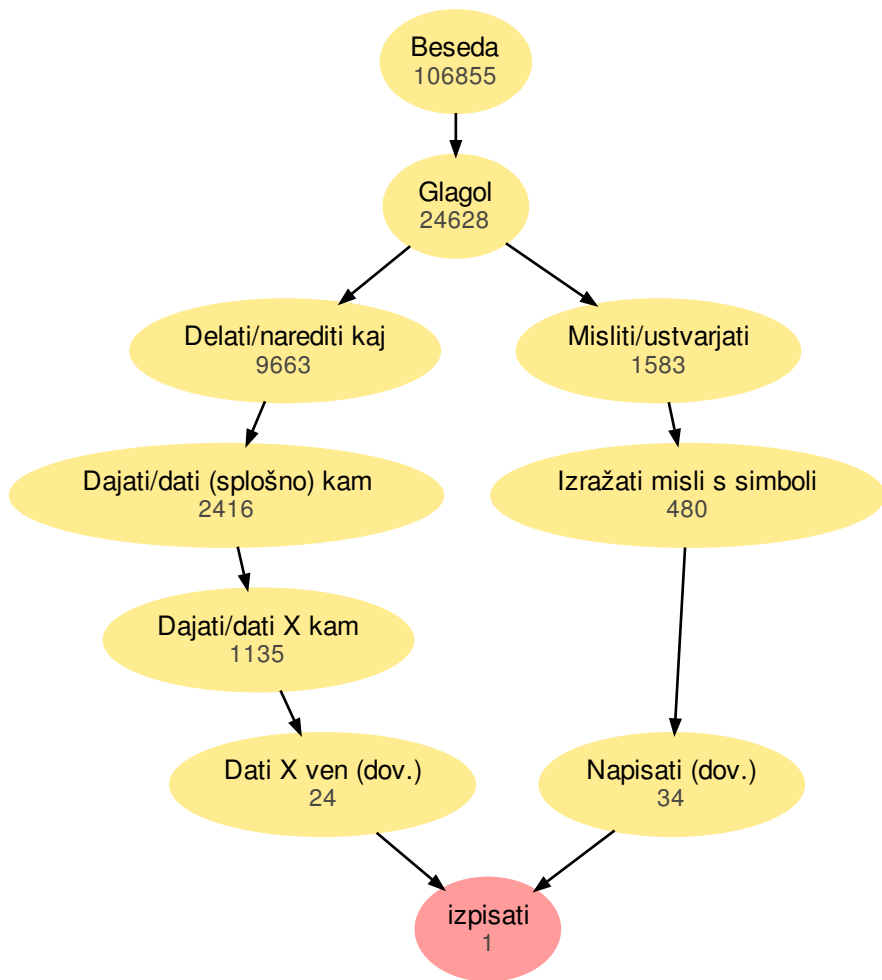 Beseda
106855
Glagol
24628
Delati/narediti kaj
9663
Misliti/ustvarjati
1583
Dajati/dati (splošno) kam
2416
Izražati misli s simboli
480
Dajati/dati X kam
1135
Dati X ven (dov.)
24
Napisati (dov.)
34
izpisati
1